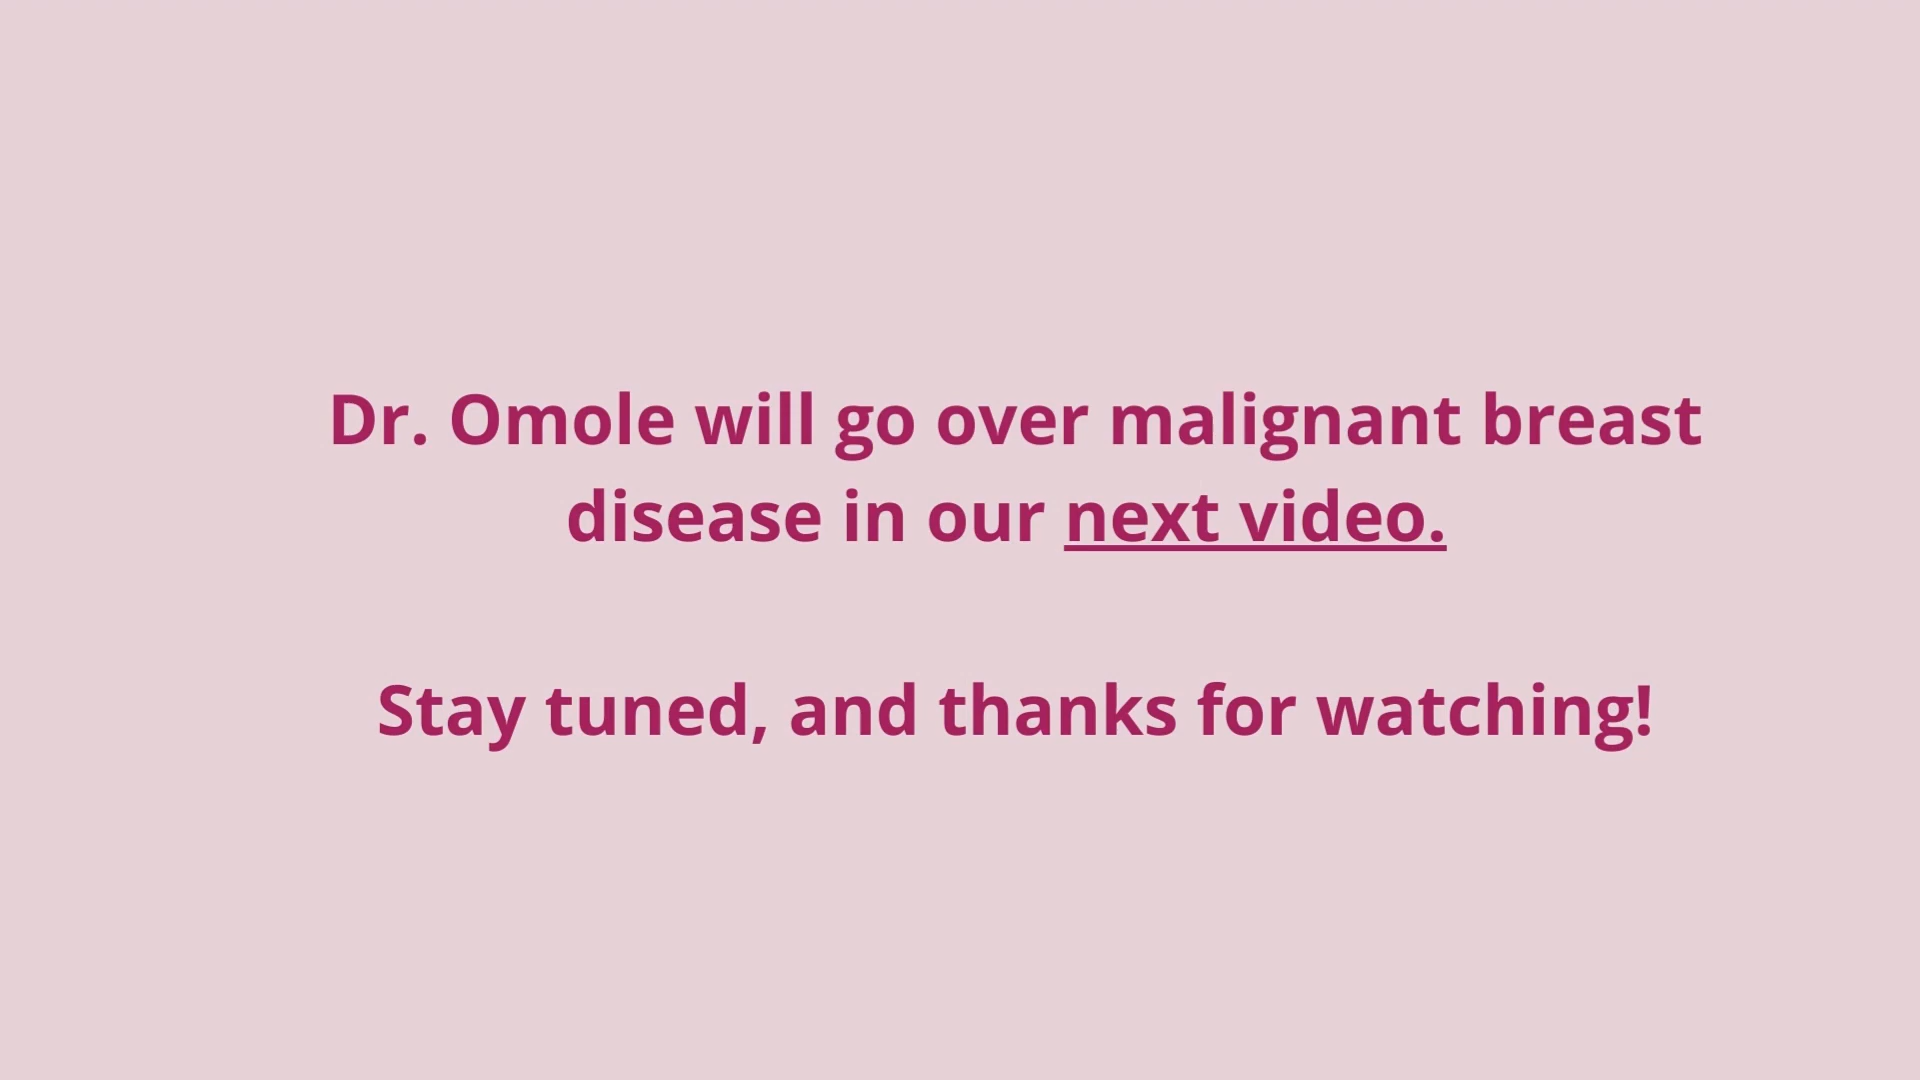 Dr. Omole will go over malignant breast
disease in our next video.
Stay tuned, and thanks for watching!